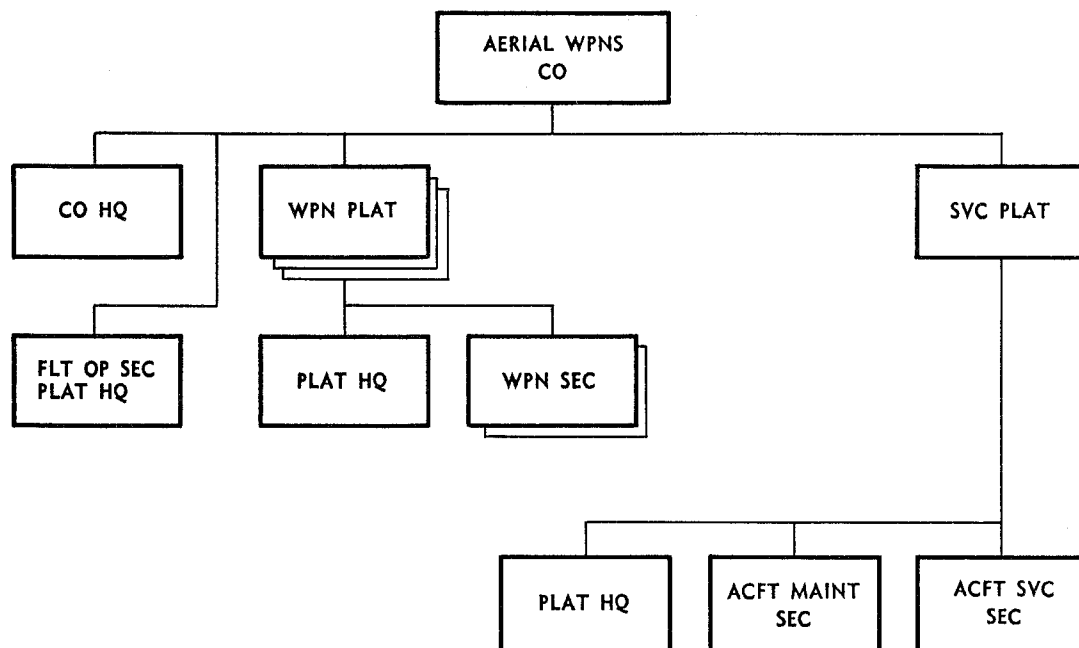 AERIAL WPNS
CO
CO HQ
WPN PLAT
SVC PLAT
FLT OP SEC
PLAT HQ
PLAT HQ
WPN SEC
PLAT HQ
ACFT MAINT
SEC
ACFT SVC
SEC